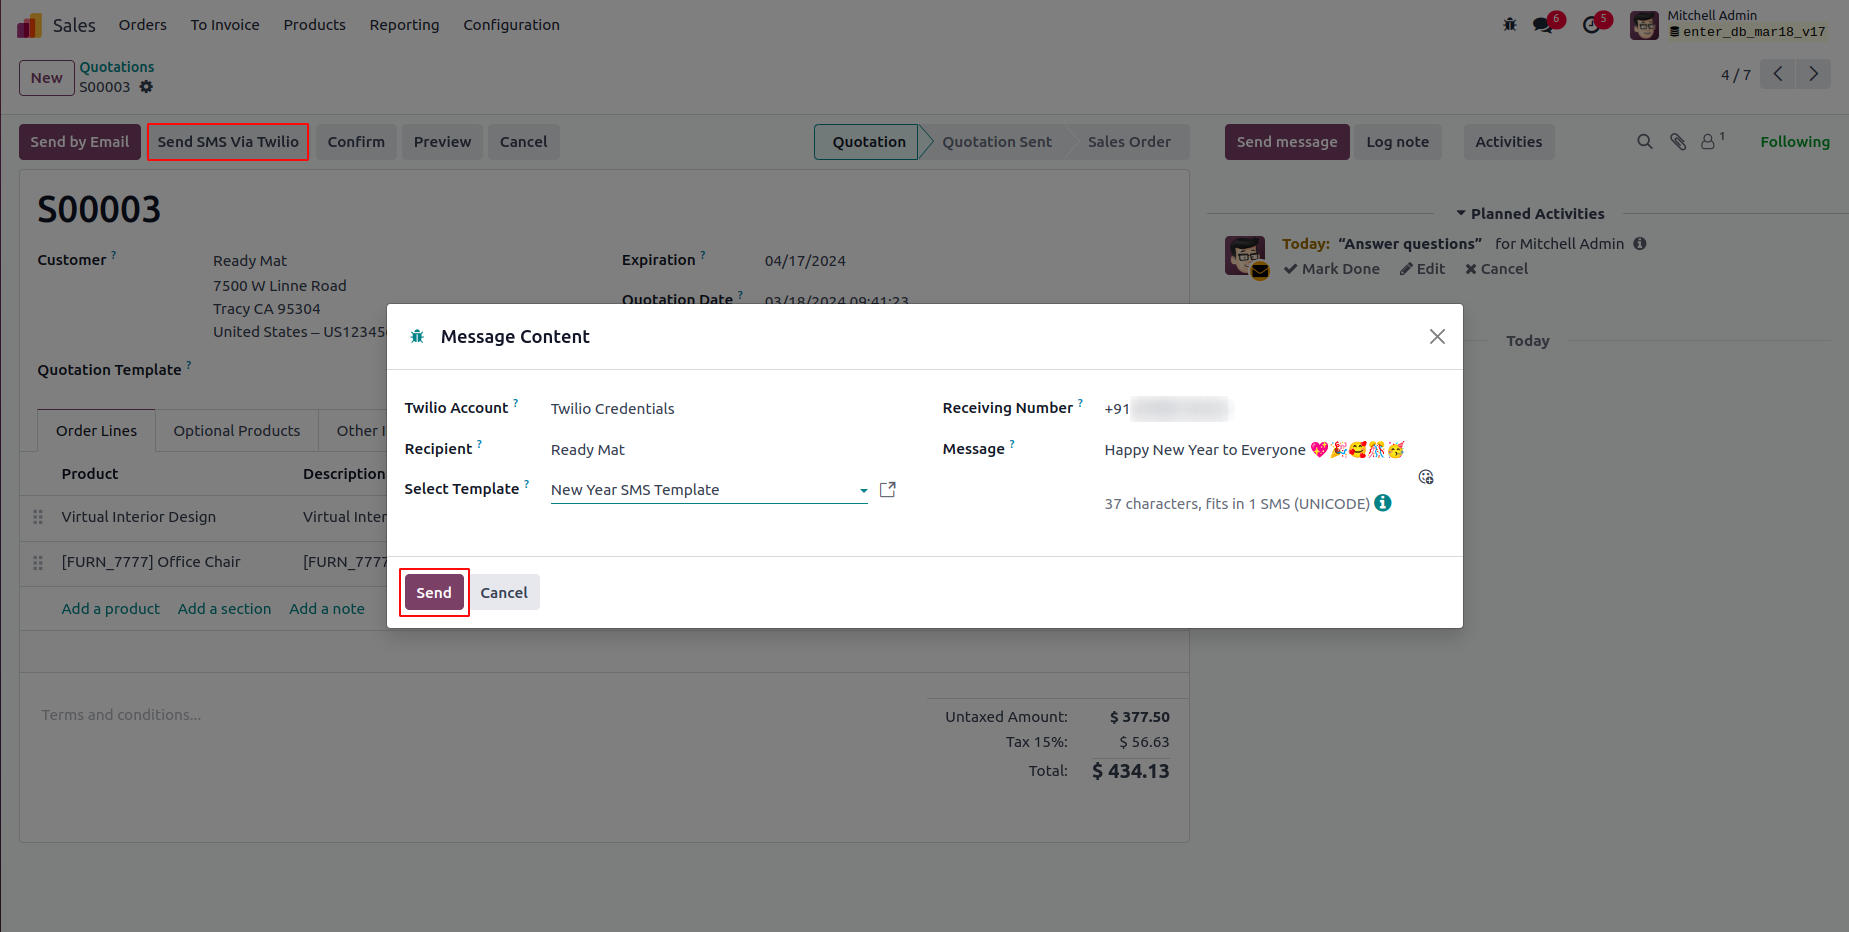 Sales Orders To Invoice Products Reporting Configuration 6 5 Mitchell Admin
enter_db_mar18_v17
New Quotations
S00003
4 / 7
Send by Email Send SMS Via Twilio Confirm Preview Cancel Quotation Quotation Sent Sales Order Send message Log note Activities 1 Following
S00003
Planned Activities
Today: “Answer questions” for Mitchell Admin
Mark Done Edit Cancel
Today
Customer ? Ready Mat
7500 W Linne Road
Tracy CA 95304
United States – US12345
Expiration ? 04/17/2024
Quotation Date ? 03/18/2024 09:41:23
Quotation Template ?
Order Lines Optional Products Other
Product Description
Virtual Interior Design Virtual Inter
[FURN_7777] Office Chair [FURN_7777
Add a product Add a section Add a note
Message Content
Twilio Account ? Twilio Credentials Receiving Number ? +91
Recipient ? Ready Mat Message ? Happy New Year to Everyone 💖🎉🥰🎊🥳
Select Template ? New Year SMS Template
37 characters, fits in 1 SMS (UNICODE)
Send Cancel
Terms and conditions...
Untaxed Amount: $ 377.50
Tax 15%: $ 56.63
Total: $ 434.13